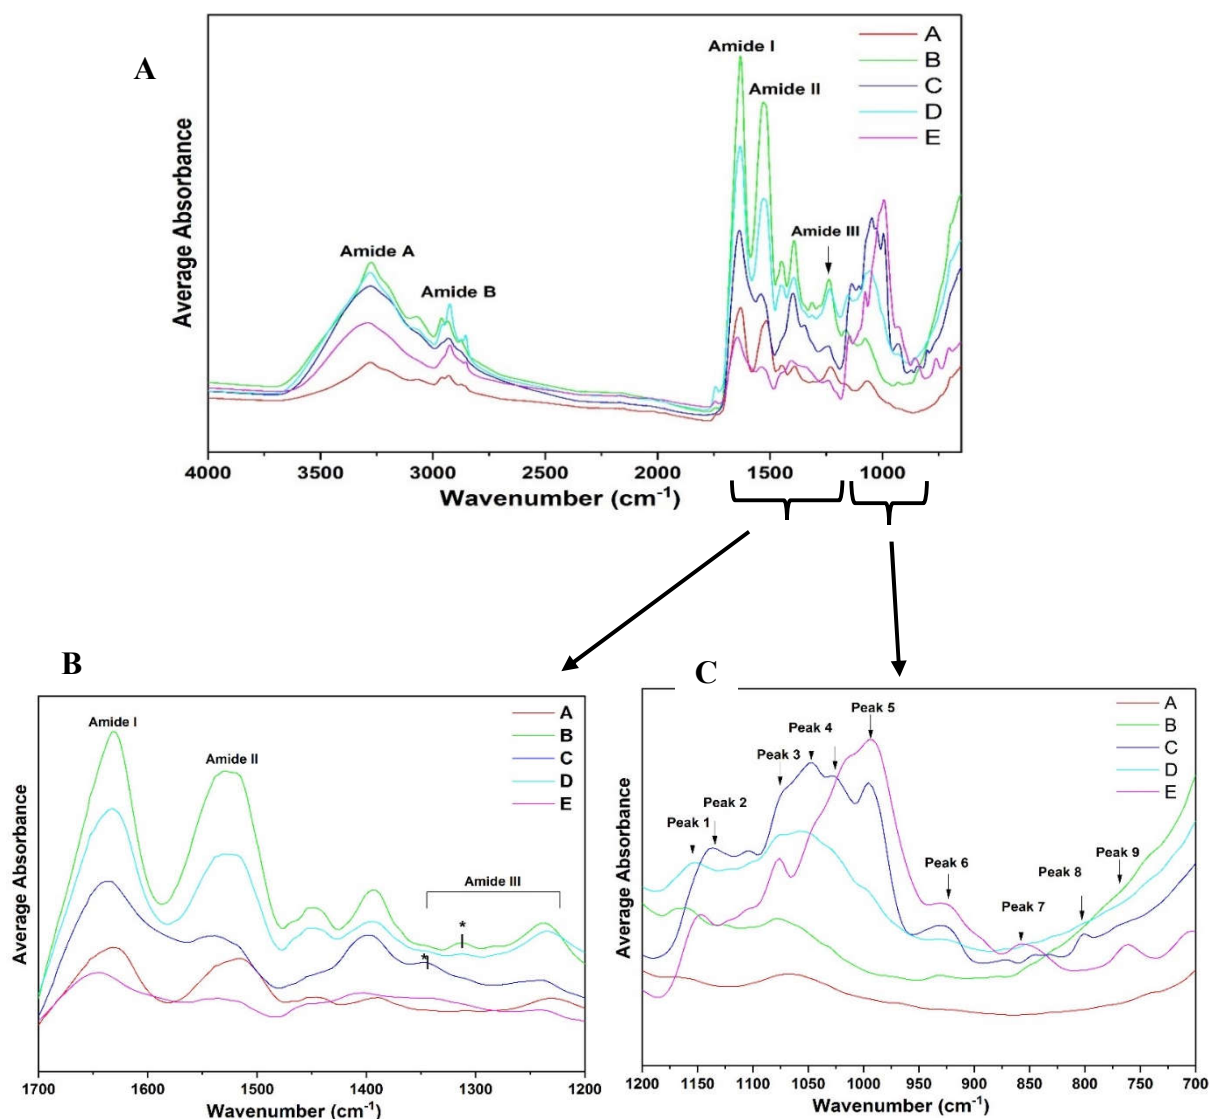 A
Average Absorbance
Amide A
Amide B
Amide I
Amide II
Amide III
A
B
C
D
E
4000 3500 3000 2500 2000 1500 1000
Wavenumber (cm-1)
B
Average Absorbance
Amide I
Amide II
Amide III
*
*
A
B
C
D
E
1700 1600 1500 1400 1300 1200
Wavenumber (cm-1)
C
Average Absorbance
Peak 1
Peak 2
Peak 3
Peak 4
Peak 5
Peak 6
Peak 7
Peak 8
Peak 9
A
B
C
D
E
1200 1150 1100 1050 1000 950 900 850 800 750 700
Wavenumber (cm-1)